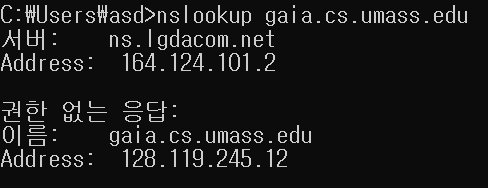 C:₩Users₩asd>nslookup gaia.cs.umass.edu
서버:    ns.lgdacom.net
Address:  164.124.101.2

권한 없는 응답:
이름:    gaia.cs.umass.edu
Address:  128.119.245.12